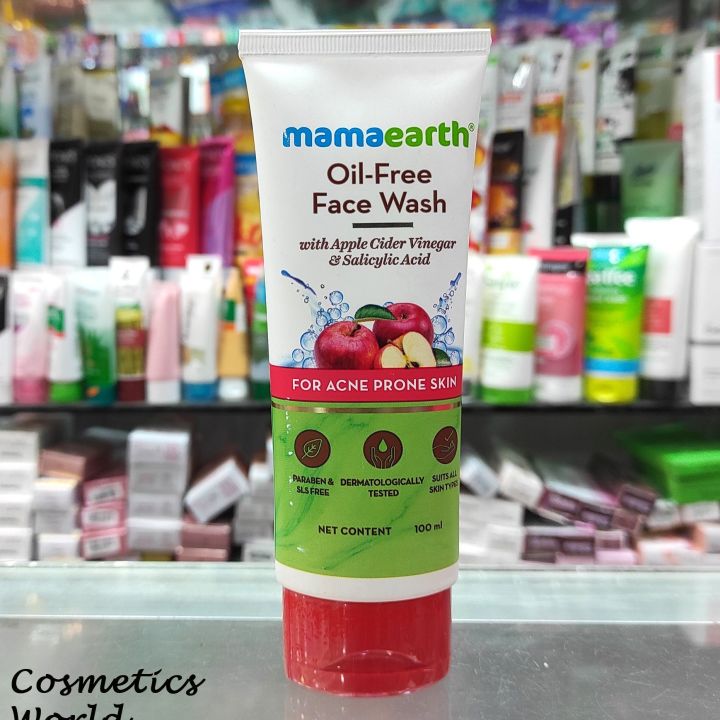 mamaearth®
Oil-Free
Face Wash
with Apple Cider Vinegar
& Salicylic Acid
FOR ACNE PRONE SKIN
PARABEN &
SLS FREE
DERMATOLOGICALLY
TESTED
SUITS ALL
SKIN TYPES
NET CONTENT 100 ml
Cosmetics
World